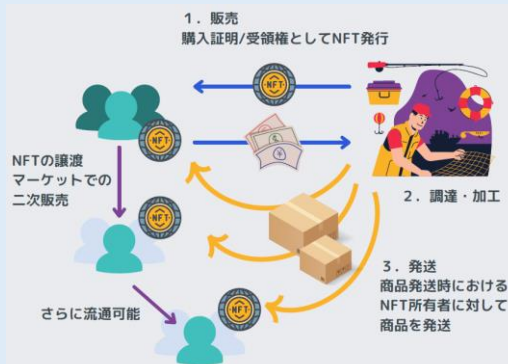 1．販売
購入証明/受領権としてNFT発行
NFT
NFT
NFTの譲渡
マーケットでの
二次販売
2．調達・加工
NFT
3．発送
商品発送時における
NFT所有者に対して
商品を発送
さらに流通可能
NFT